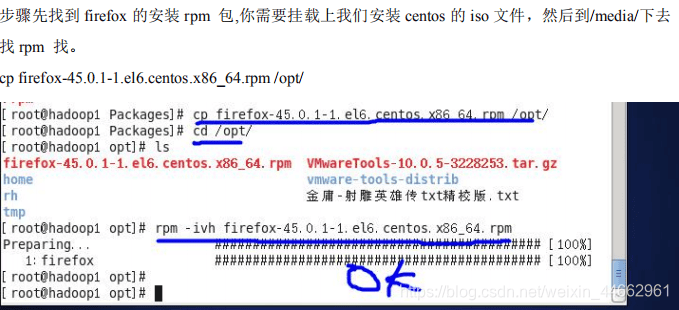 步骤先找到 firefox 的安装 rpm 包,你需要挂载上我们安装 centos 的 iso 文件，然后到/media/下去
找 rpm 找。
cp firefox-45.0.1-1.el6.centos.x86_64.rpm /opt/
[root@hadoop1 Packages]# cp firefox-45.0.1-1.el6.centos.x86_64.rpm /opt/
[root@hadoop1 Packages]# cd /opt/
[root@hadoop1 opt]# ls
firefox-45.0.1-1.el6.centos.x86_64.rpm VMwareTools-10.0.5-3228253.tar.gz
home vmware-tools-distrib
rh 金庸-射雕英雄传txt精校版.txt
tmp
[root@hadoop1 opt]# rpm -ivh firefox-45.0.1-1.el6.centos.x86_64.rpm
Preparing... ########################################### [100%]
1:firefox ########################################### [100%]
[root@hadoop1 opt]#
[root@hadoop1 opt]#
OK
https://blog.csdn.net/weixin_44662961